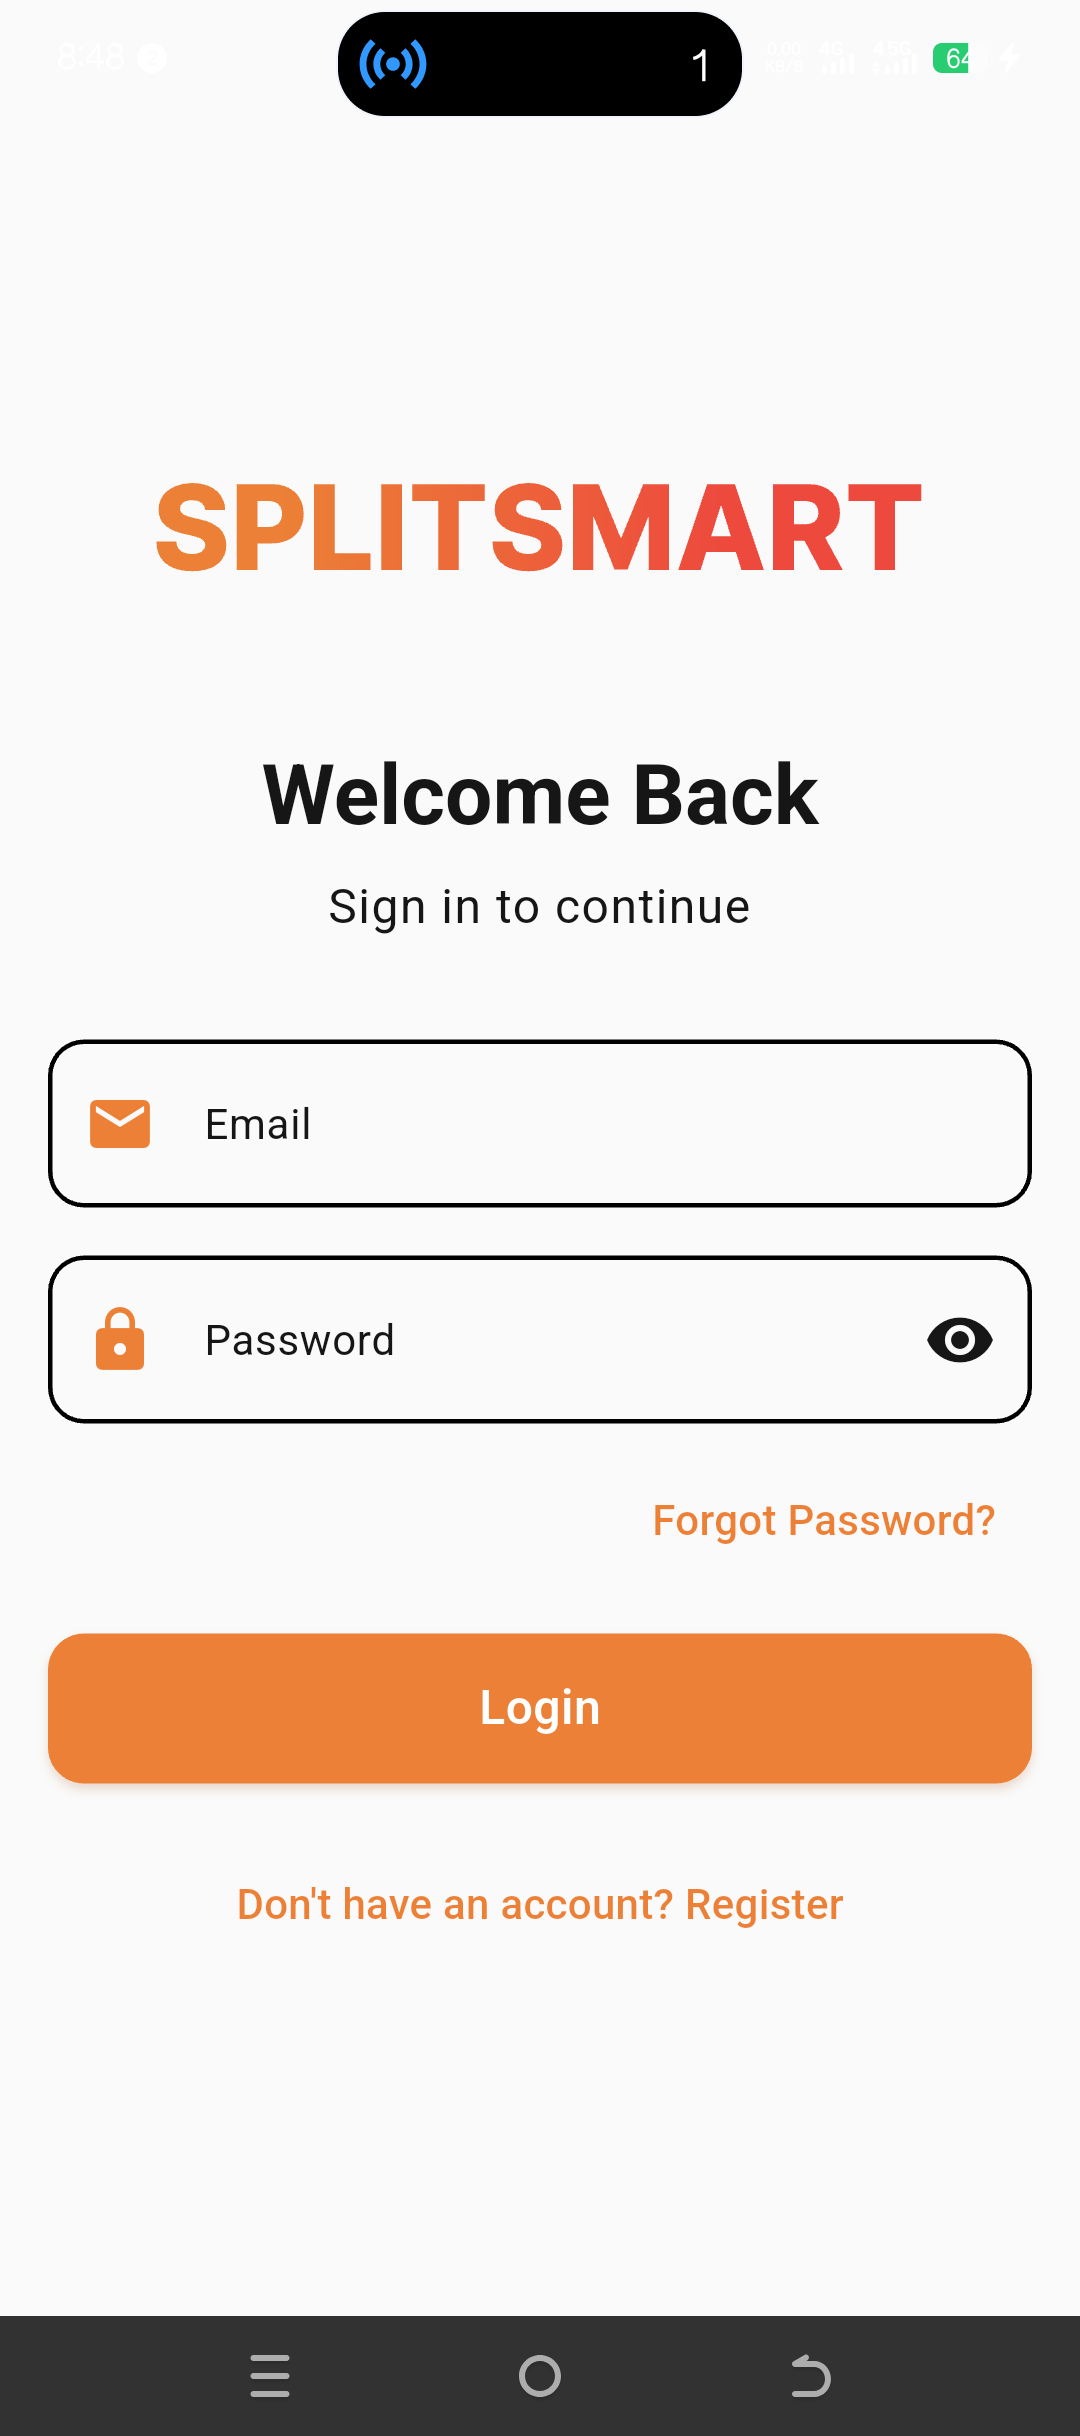 8:48
1
0.00
KB/S
4G
4.5G
64
SPLITSMART
Welcome Back
Sign in to continue
Email
Password
Forgot Password?
Login
Don't have an account? Register